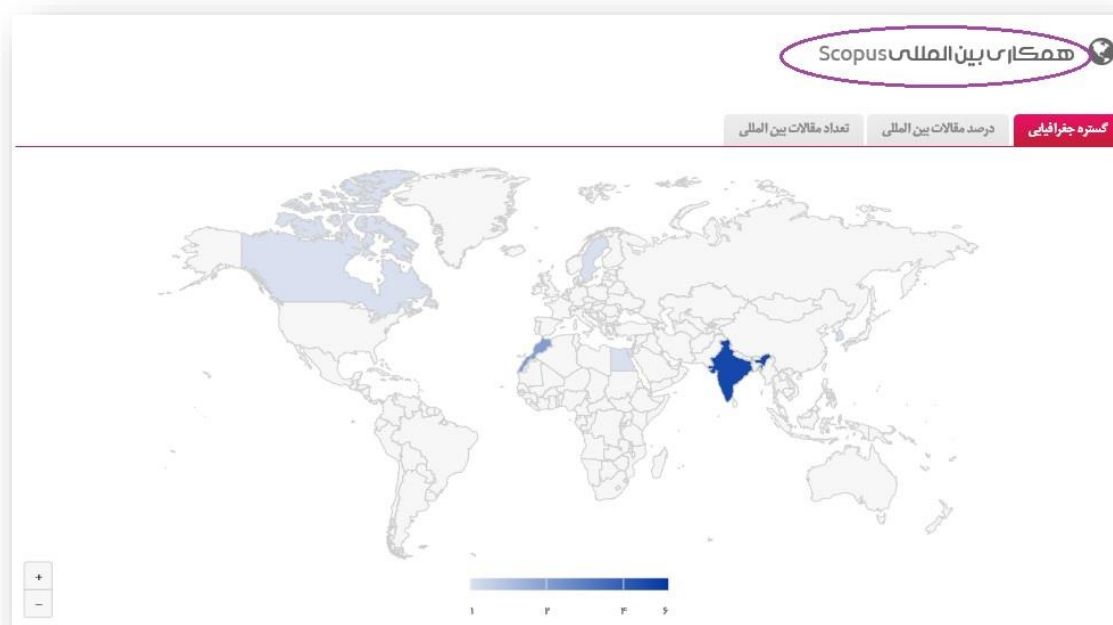 همکاری بین المللی Scopus
گستره جغرافیایی
درصد مقالات بین المللی
تعداد مقالات بین المللی
+
−
۱ ۲ ۴ ۶